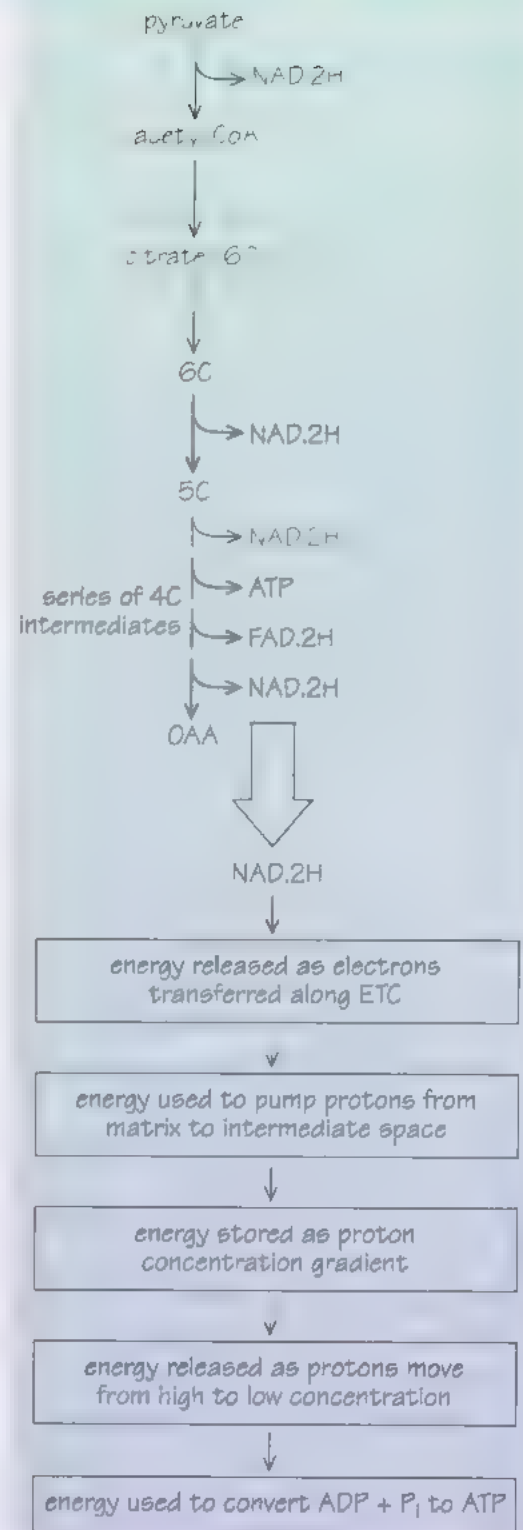 pyruvate
NAD.2H
acetyl CoA
citrate 6C
6C
NAD.2H
5C
NAD.2H
series of 4C
intermediates
ATP
FAD.2H
NAD.2H
OAA
NAD.2H
energy released as electrons
transferred along ETC
energy used to pump protons from
matrix to intermediate space
energy stored as proton
concentration gradient
energy released as protons move
from high to low concentration
energy used to convert ADP + Pi to ATP